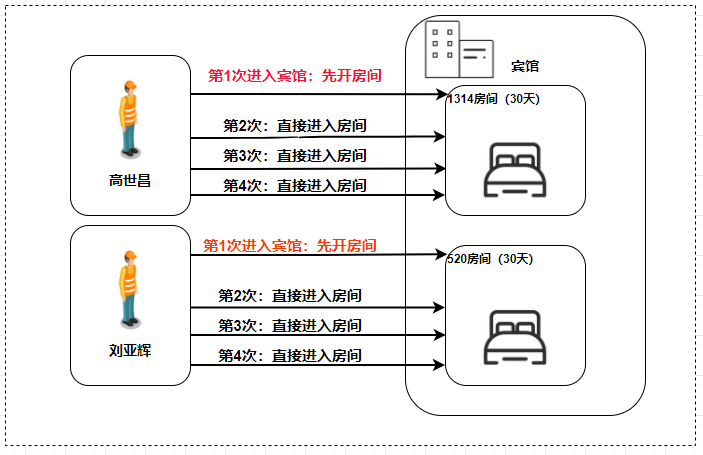 宾馆
第1次进入宾馆：先开房间
1314房间（30天）
第2次：直接进入房间
第3次：直接进入房间
第4次：直接进入房间
高世昌
第1次进入宾馆：先开房间
520房间（30天）
第2次：直接进入房间
第3次：直接进入房间
第4次：直接进入房间
刘亚辉